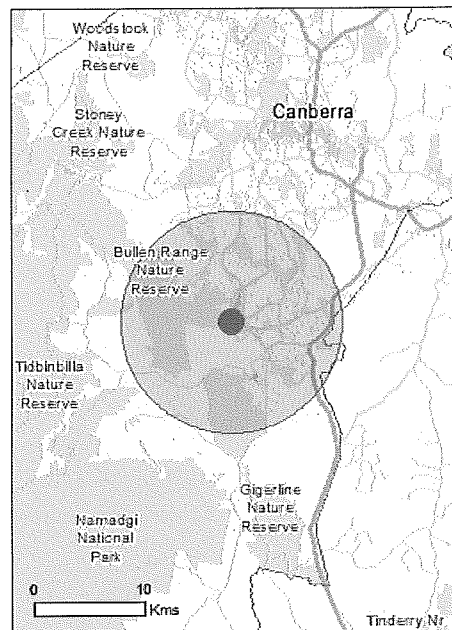 Woodstock
Nature
Reserve
Stoney
Creek Nature
Reserve
Canberra
Bullen Range
Nature
Reserve
Tidbinbilla
Nature
Reserve
Gigerline
Nature
Reserve
Namadgi
National
Park
0 10
Kms
Tinderry Nr